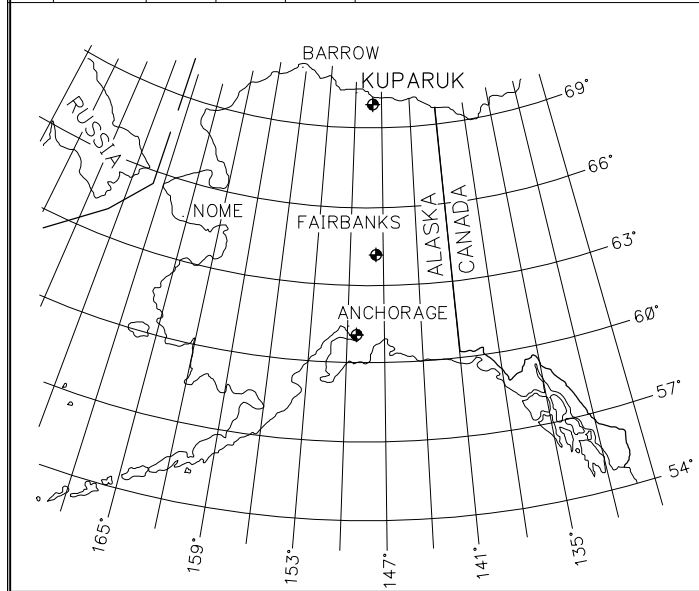 BARROW
KUPARUK
69°
RUSSIA
66°
NOME
FAIRBANKS
ALASKA
CANADA
63°
ANCHORAGE
60°
57°
54°
165°
159°
153°
147°
141°
135°